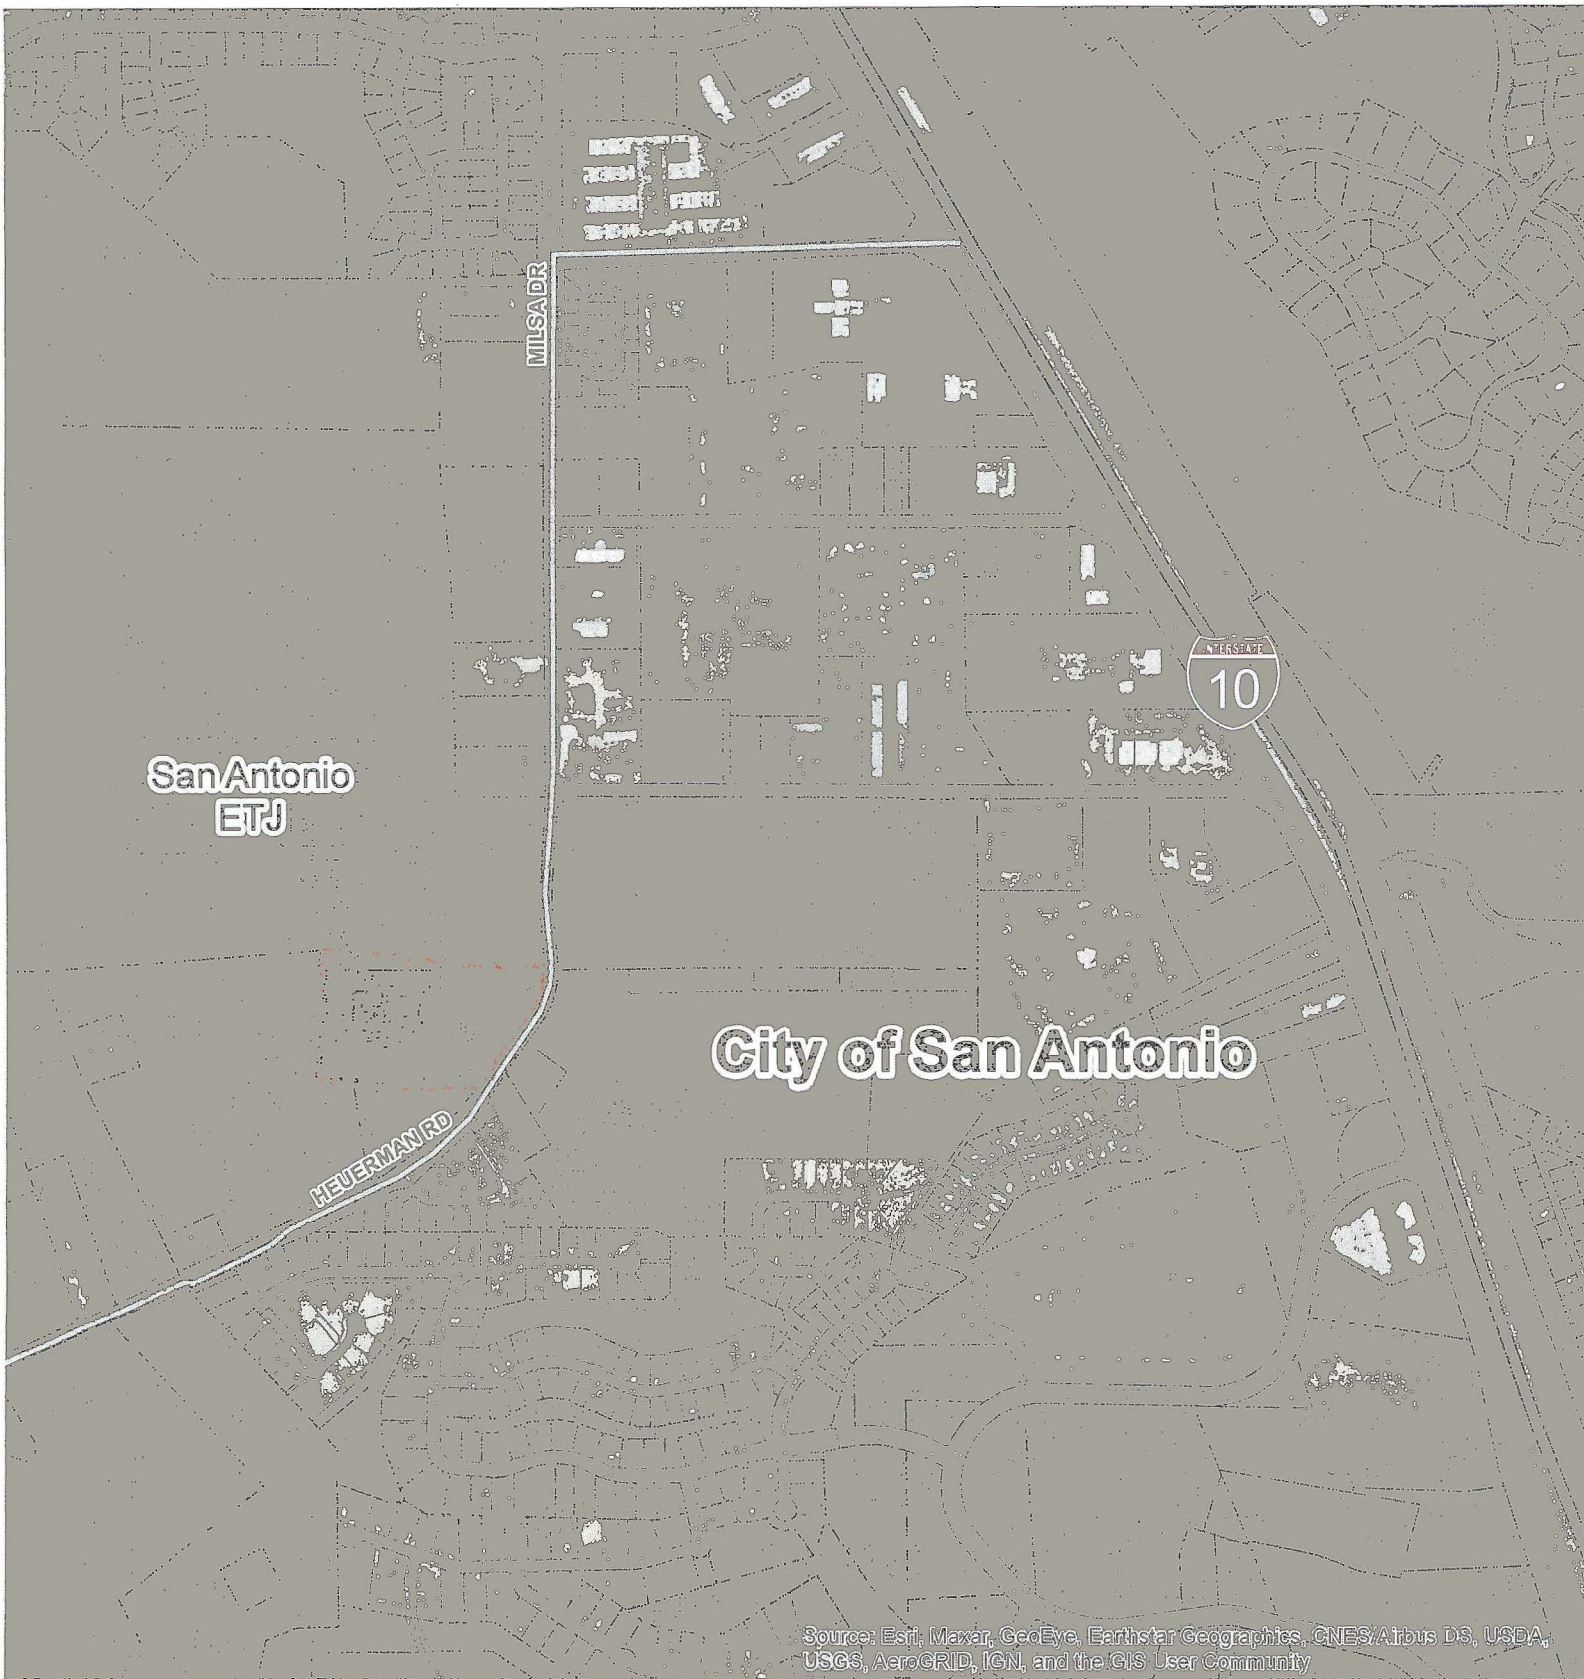 MILSA DR
INTERSTATE
10
San Antonio
ETJ
City of San Antonio
HEUERMAN RD
Source: Esri, Maxar, GeoEye, Earthstar Geographics, CNES/Airbus DS, USDA,
USGS, AeroGRID, IGN, and the GIS User Community